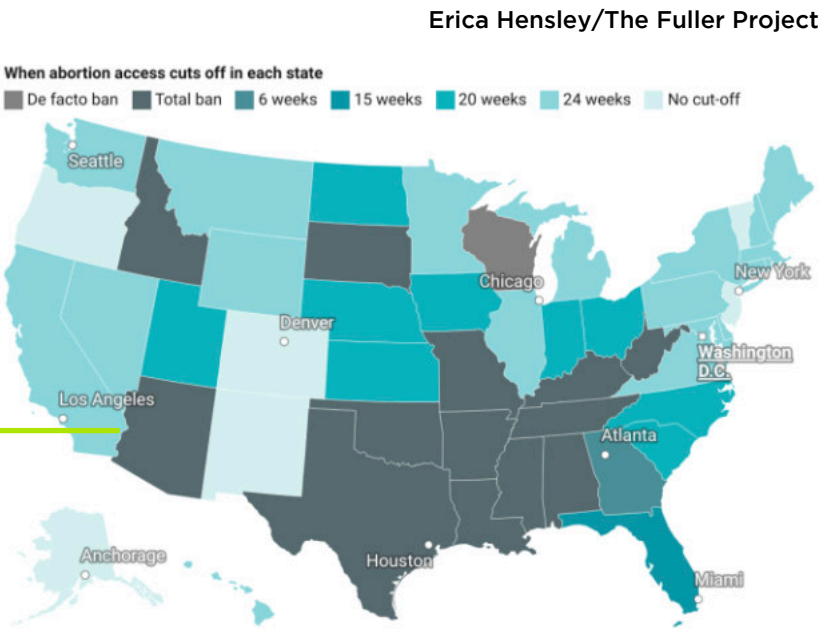 Erica Hensley/The Fuller Project
When abortion access cuts off in each state
De facto ban Total ban 6 weeks 15 weeks 20 weeks 24 weeks No cut-off
Seattle
Chicago
New York
Denver
Washington
D.C.
Los Angeles
Atlanta
Anchorage
Houston
Miami